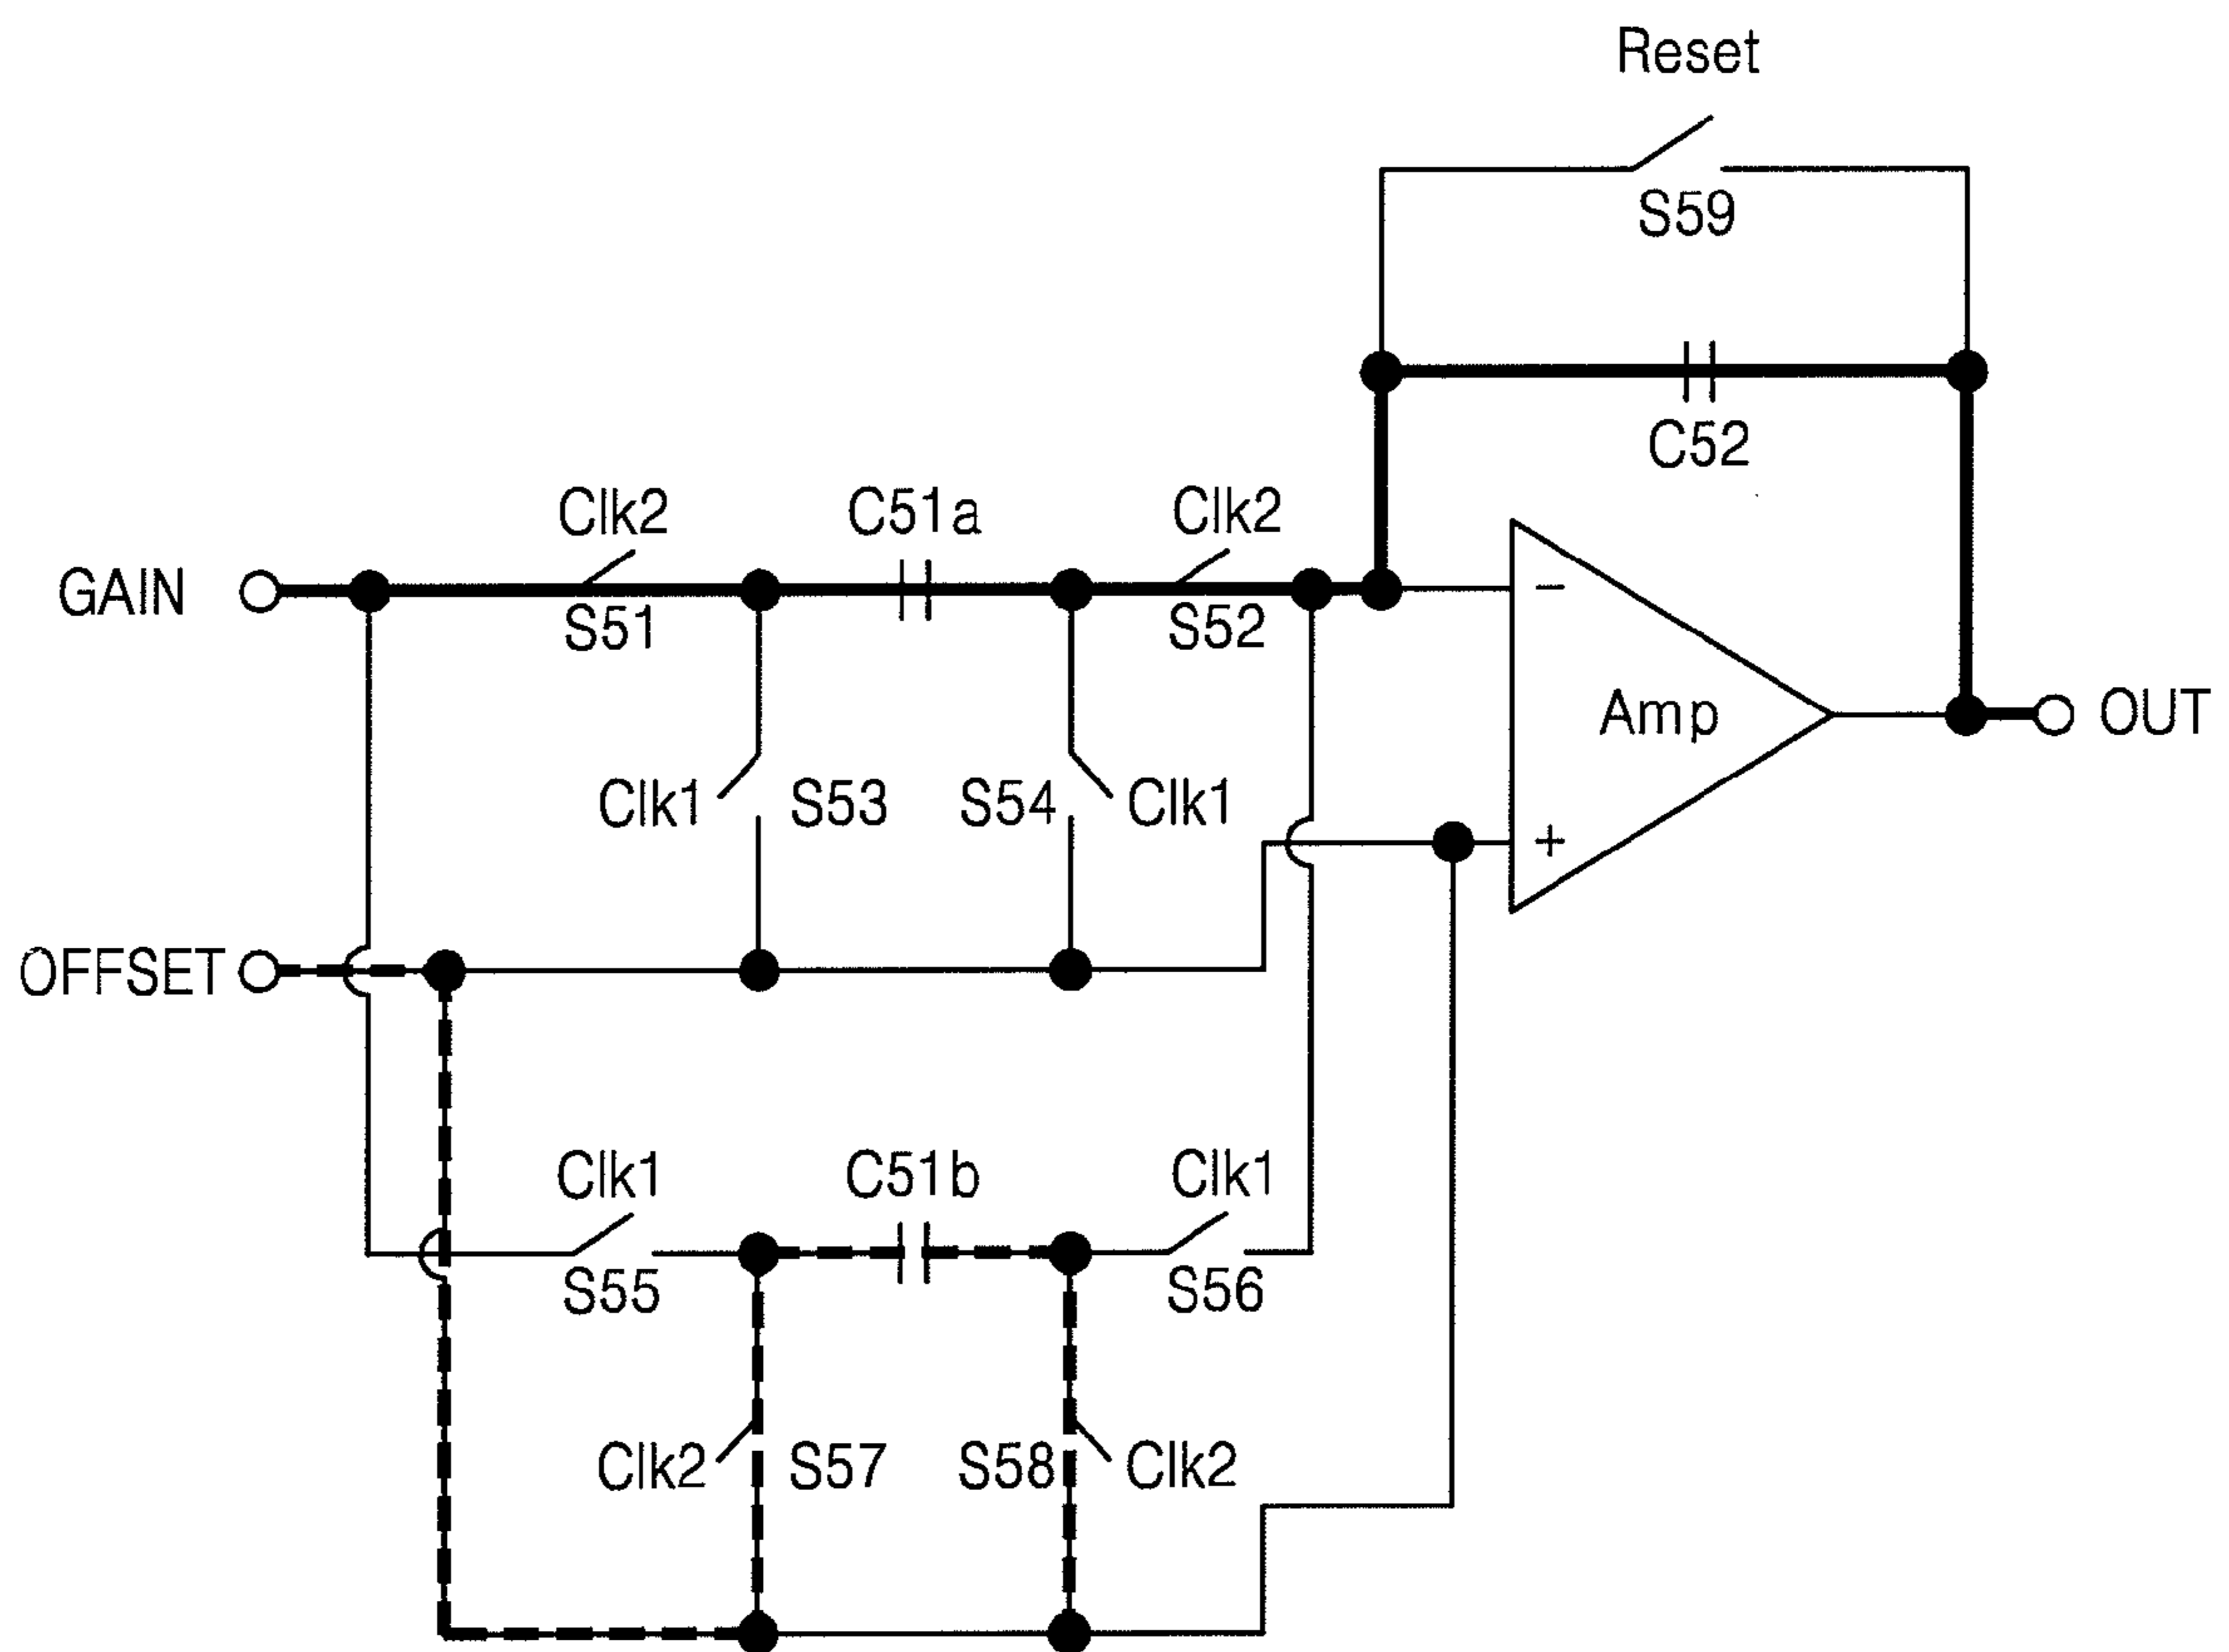 Reset
S59
C52
Clk2 C51a Clk2
GAIN
S51 S52
−
Amp
OUT
Clk1 S53 S54 Clk1
+
OFFSET
Clk1 C51b Clk1
S55 S56
Clk2 S57 S58 Clk2